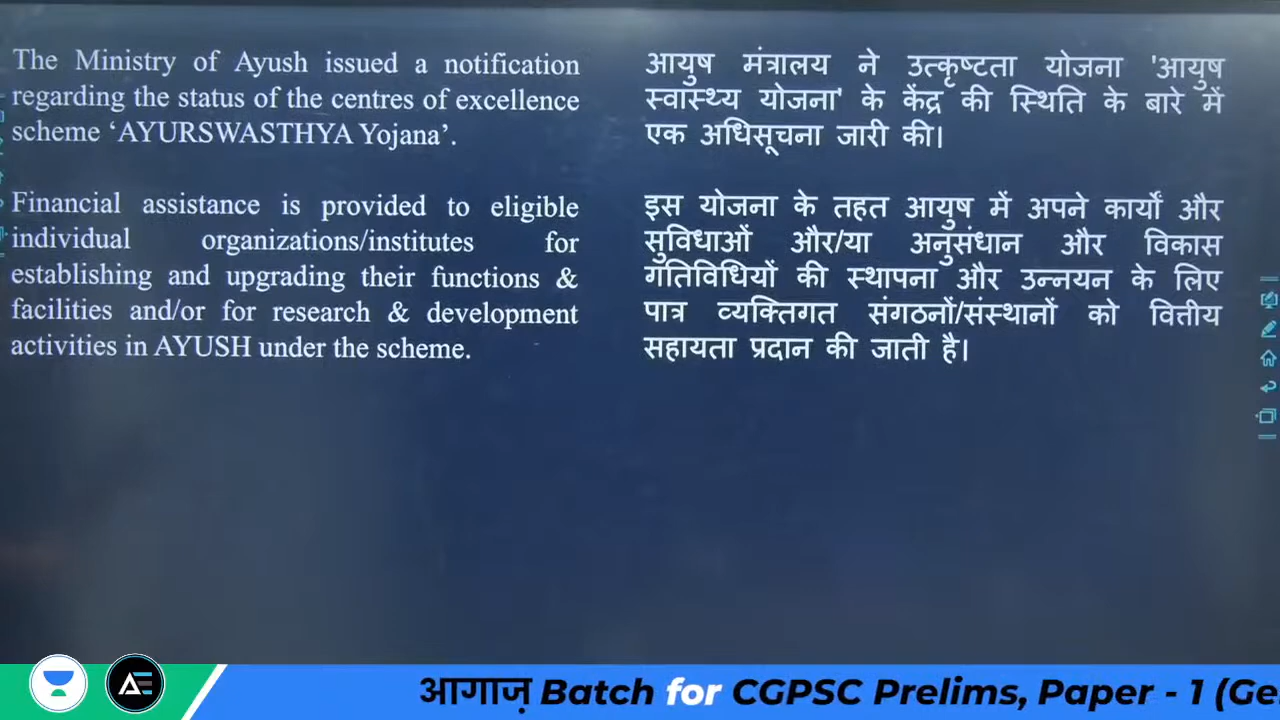 The Ministry of Ayush issued a notification
regarding the status of the centres of excellence
scheme ‘AYURSWASTHYA Yojana’.
Financial assistance is provided to eligible
individual organizations/institutes for
establishing and upgrading their functions &
facilities and/or for research & development
activities in AYUSH under the scheme.
आयुष मंत्रालय ने उत्कृष्टता योजना 'आयुष
स्वास्थ्य योजना' के केंद्र की स्थिति के बारे में
एक अधिसूचना जारी की।
इस योजना के तहत आयुष में अपने कार्यों और
सुविधाओं और/या अनुसंधान और विकास
गतिविधियों की स्थापना और उन्नयन के लिए
पात्र व्यक्तिगत संगठनों/संस्थानों को वित्तीय
सहायता प्रदान की जाती है।
आगाज़ Batch for CGPSC Prelims, Paper - 1 (Ge